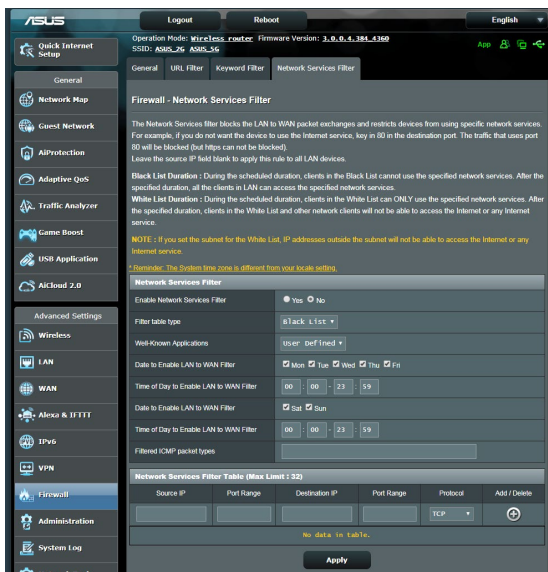 ASUS
Logout
Reboot
English
Operation Mode: Wireless router Firmware Version: 3.0.0.4.384_4360
SSID: ASUS_2G ASUS_5G
App
Quick Internet
Setup
General
Network Map
Guest Network
AiProtection
Adaptive QoS
Traffic Analyzer
Game Boost
USB Application
AiCloud 2.0
Advanced Settings
Wireless
LAN
WAN
Alexa & IFTTT
IPv6
VPN
Firewall
Administration
System Log
General
URL Filter
Keyword Filter
Network Services Filter
Firewall - Network Services Filter
The Network Services filter blocks the LAN to WAN packet exchanges and restricts devices from using specific network services.
For example, if you do not want the device to use the Internet service, key in 80 in the destination port. The traffic that uses port
80 will be blocked (but https can not be blocked).
Leave the source IP field blank to apply this rule to all LAN devices.
Black List Duration : During the scheduled duration, clients in the Black List cannot use the specified network services. After the
specified duration, all the clients in LAN can access the specified network services.
White List Duration : During the scheduled duration, clients in the White List can ONLY use the specified network services. After
the specified duration, clients in the White List and other network clients will not be able to access the Internet or any Internet
service.
NOTE : If you set the subnet for the White List, IP addresses outside the subnet will not be able to access the Internet or any
Internet service.
* Reminder: The System time zone is different from your locale setting.
Network Services Filter
Enable Network Services
Filter
Yes No
Filter table type
Black List
Well-Known Applications
User Defined
Date to Enable LAN to WAN Filter
Mon Tue Wed Thu Fri
Time of Day to Enable LAN to WAN Filter
00 : 00 - 23 : 59
Date to Enable LAN to WAN Filter
Sat Sun
Time of Day to Enable LAN to WAN Filter
00 : 00 - 23 : 59
Filtered ICMP packet types
Network Services Filter Table (Max Limit : 32)
Source IP
Port Range
Destination IP
Port Range
Protocol
Add / Delete
TCP
No data in table.
Apply